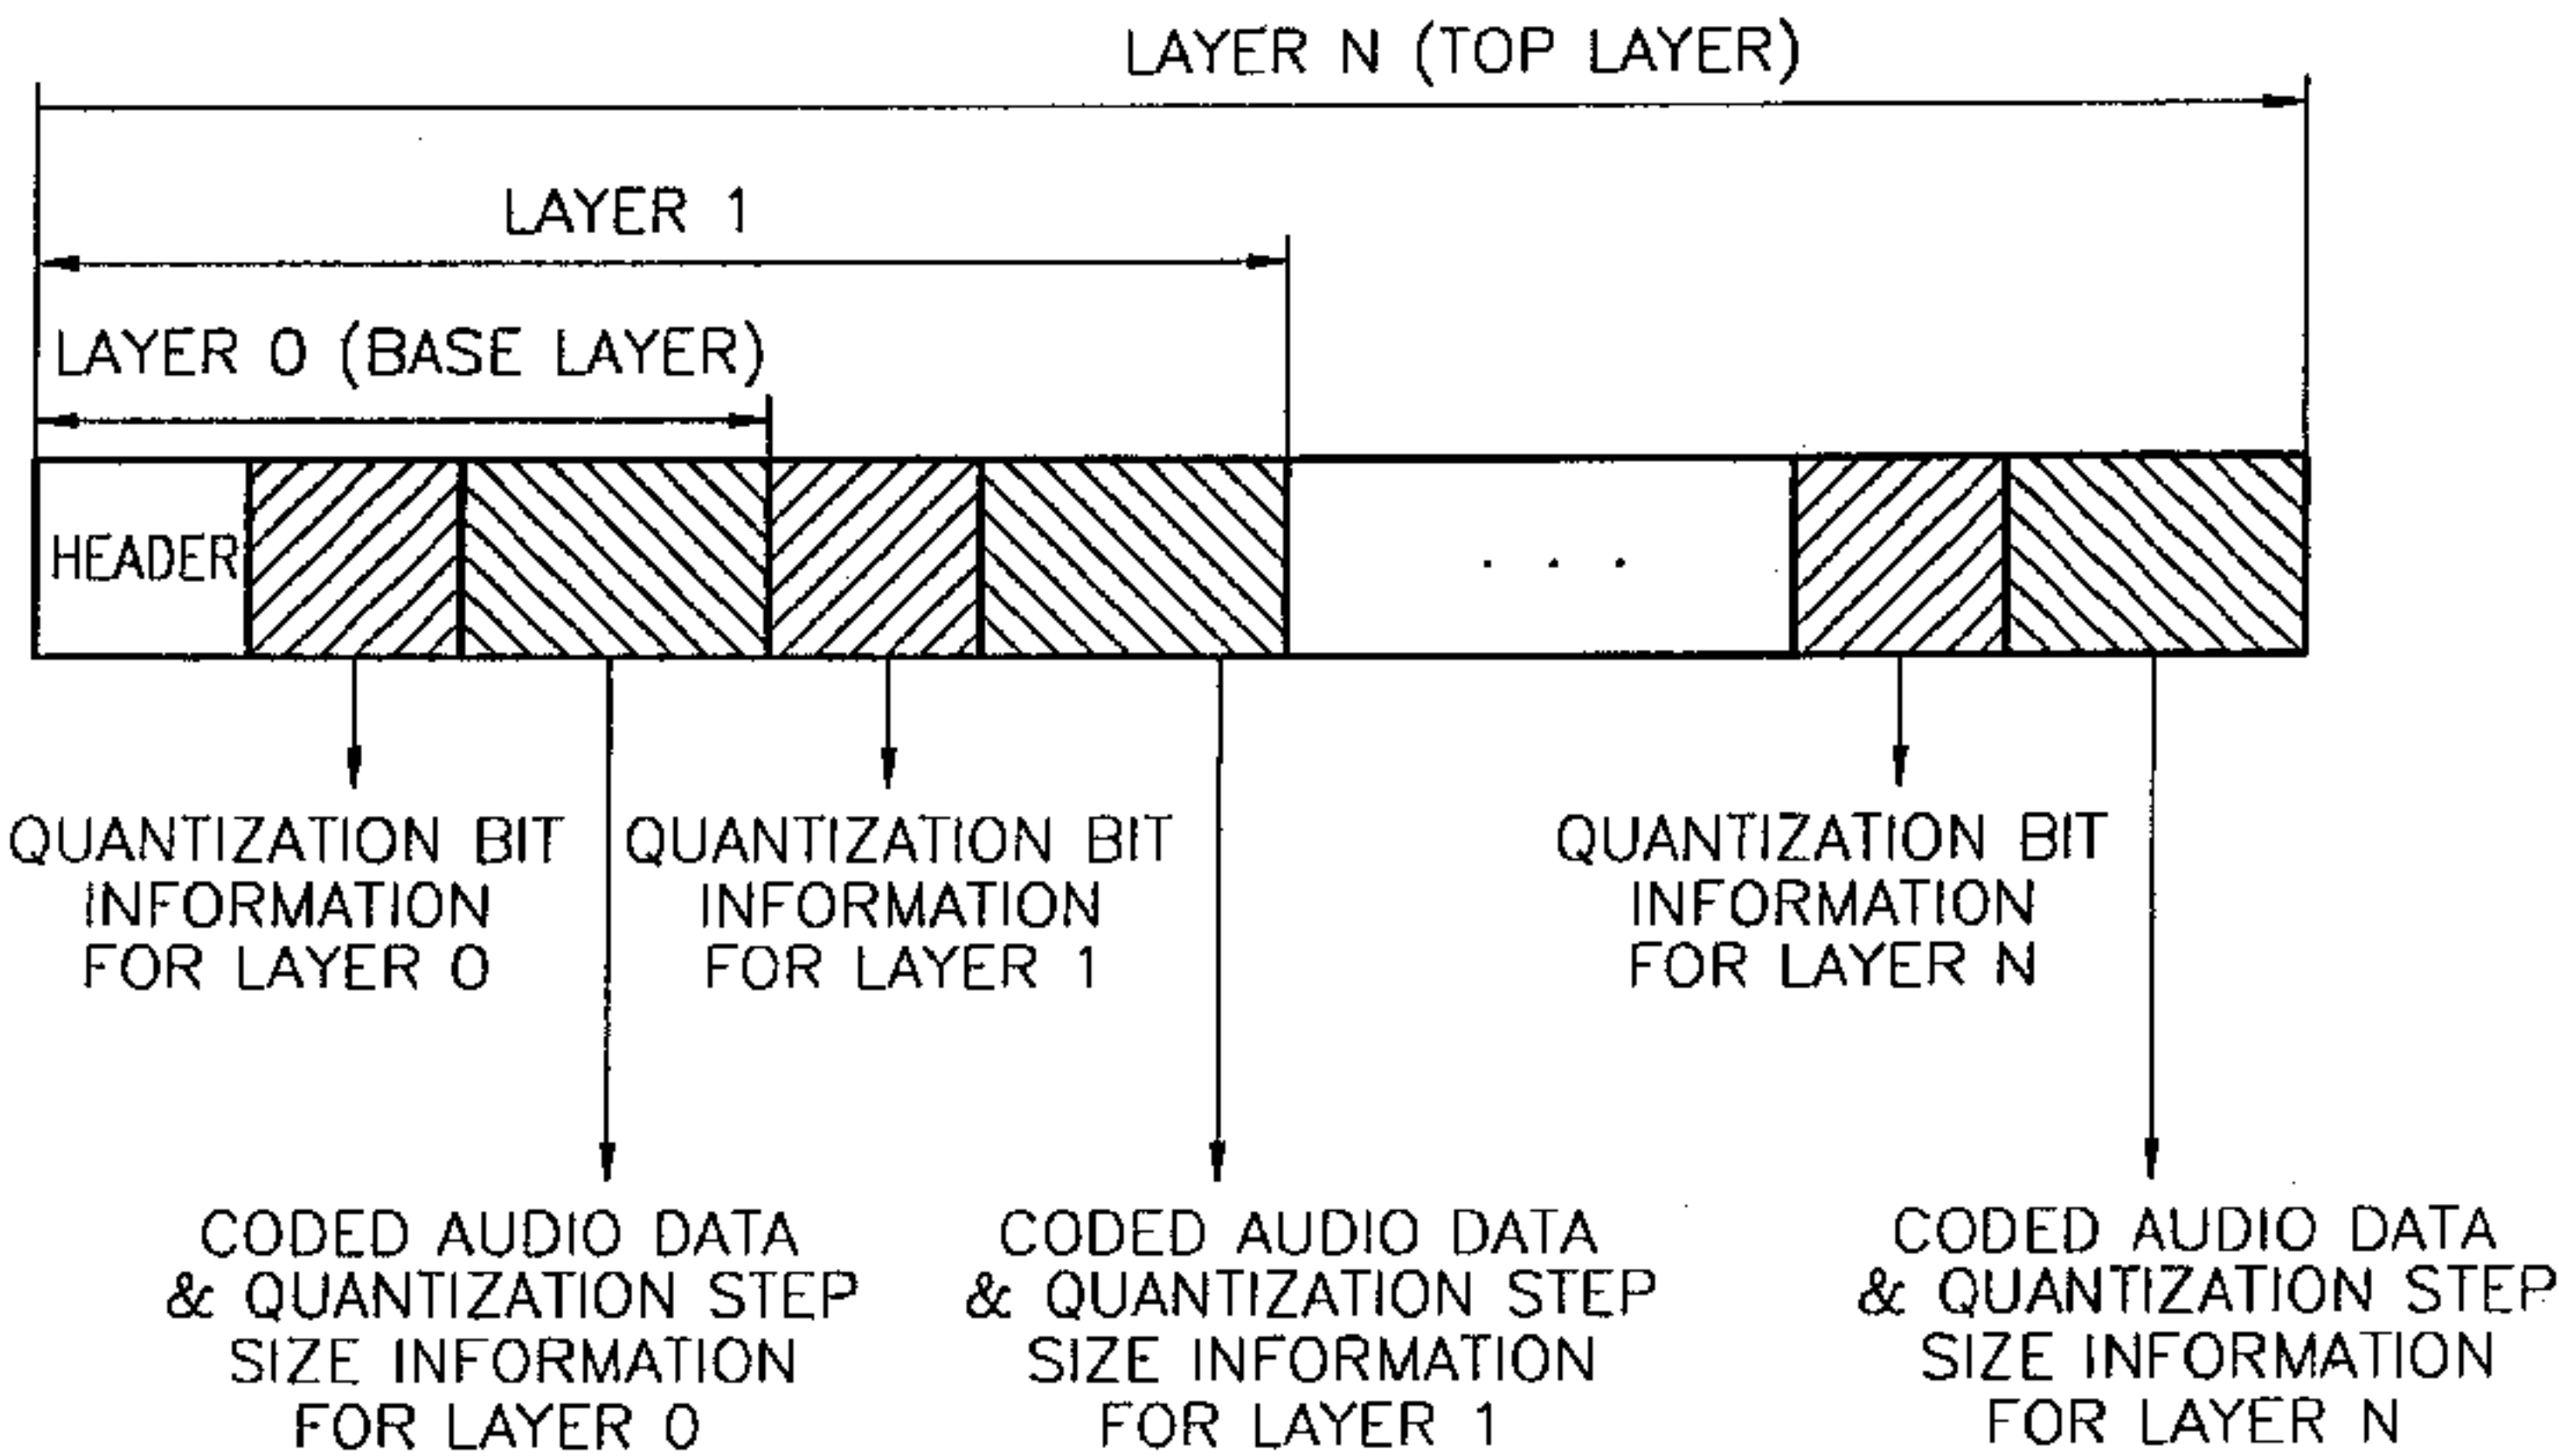 LAYER N (TOP LAYER)
LAYER 1
LAYER 0 (BASE LAYER)
HEADER
. . .
QUANTIZATION BIT
INFORMATION
FOR LAYER 0
QUANTIZATION BIT
INFORMATION
FOR LAYER 1
QUANTIZATION BIT
INFORMATION
FOR LAYER N
CODED AUDIO DATA
& QUANTIZATION STEP
SIZE INFORMATION
FOR LAYER 0
CODED AUDIO DATA
& QUANTIZATION STEP
SIZE INFORMATION
FOR LAYER 1
CODED AUDIO DATA
& QUANTIZATION STEP
SIZE INFORMATION
FOR LAYER N